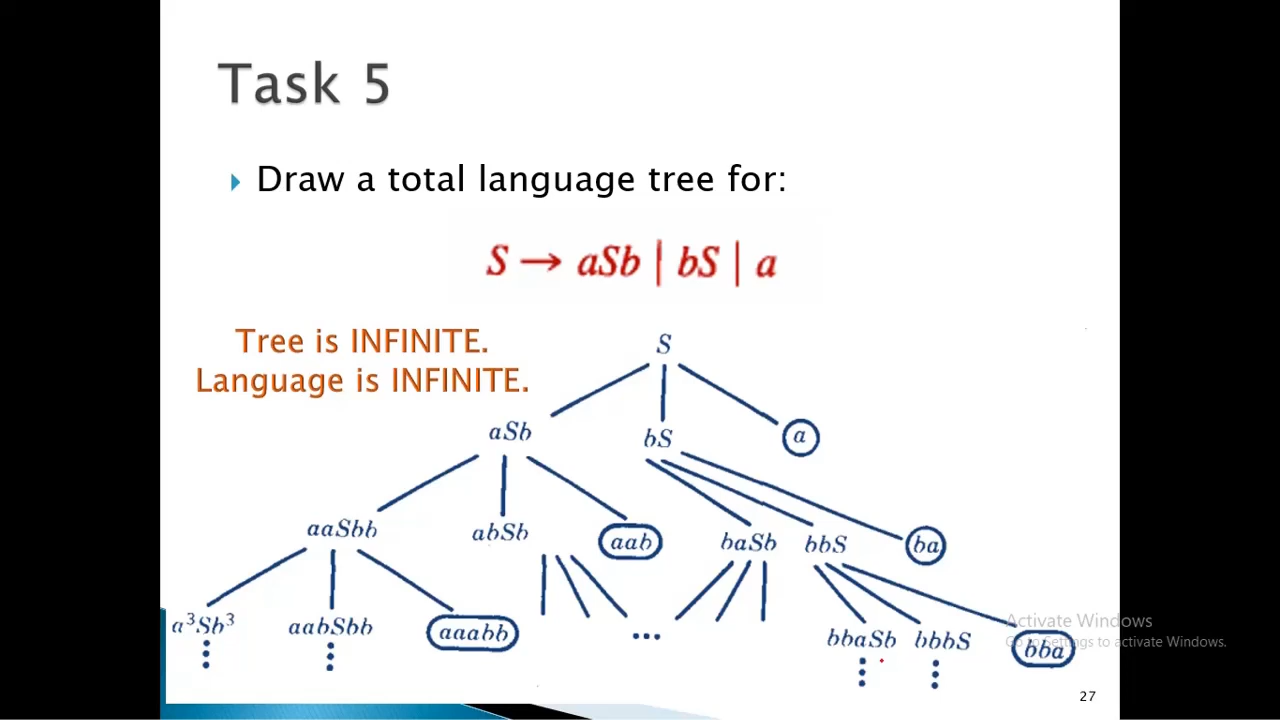 Task 5
Draw a total language tree for:
S → aSb | bS | a
Tree is INFINITE.
Language is INFINITE.
S
aSb bS a
aaSbb abSb aab baSb bbS ba
a³Sb³ aabSbb aaabb ... bbaSb bbbS bba
Activate Windows
Go to Settings to activate Windows.
27